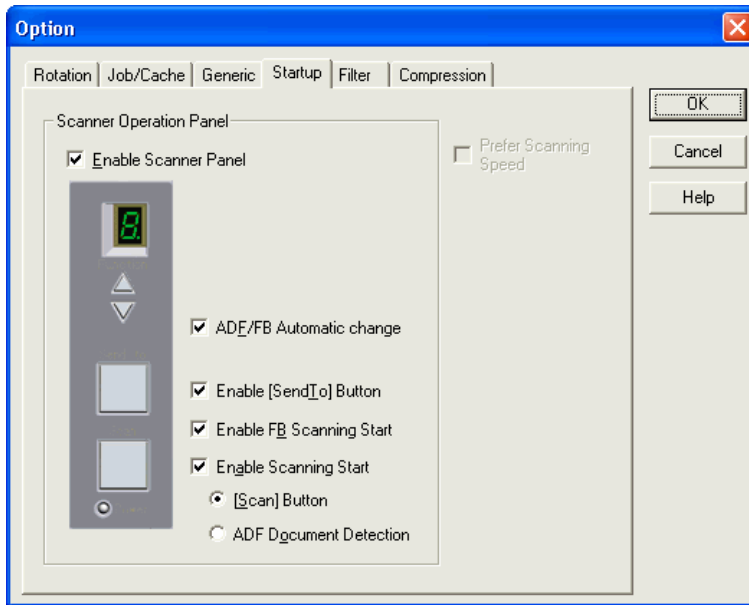 Option
Rotation Job/Cache Generic Startup Filter Compression
OK
Cancel
Help
Scanner Operation Panel
Enable Scanner Panel
Prefer Scanning
Speed
8.
ADF/FB Automatic change
Enable [SendTo] Button
Enable FB Scanning Start
Enable Scanning Start
[Scan] Button
ADF Document Detection